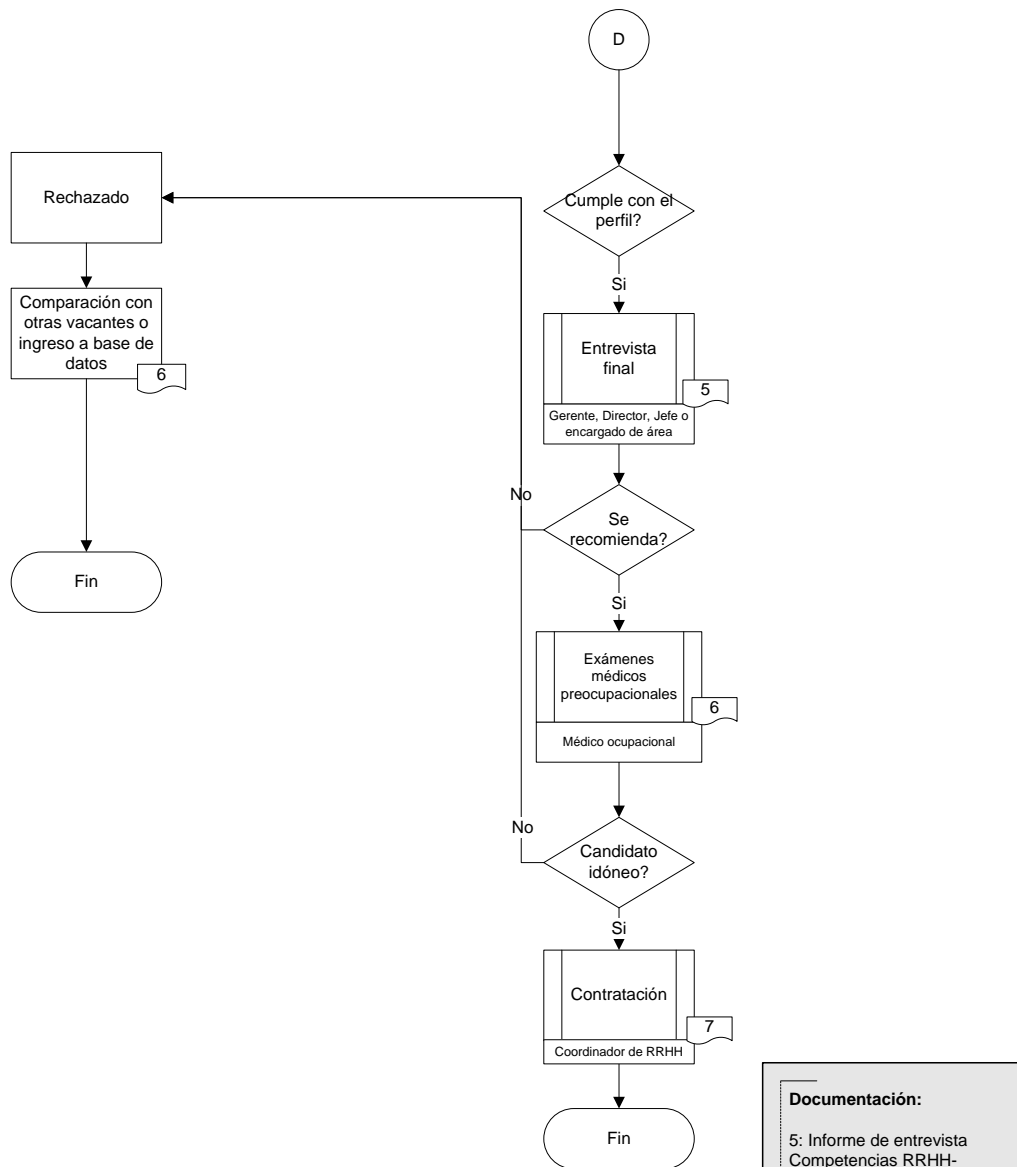 D
Rechazado
Cumple con el
perfil?
Si
Comparación con
otras vacantes o
ingreso a base de
datos
6
Entrevista
final
5
Gerente, Director, Jefe o
encargado de área
No
Se
recomienda?
Fin
Si
Exámenes
médicos
preocupacionales
6
Médico ocupacional
No
Candidato
idóneo?
Si
Contratación
7
Coordinador de RRHH
Fin
Documentación:
5: Informe de entrevista
Competencias RRHH-